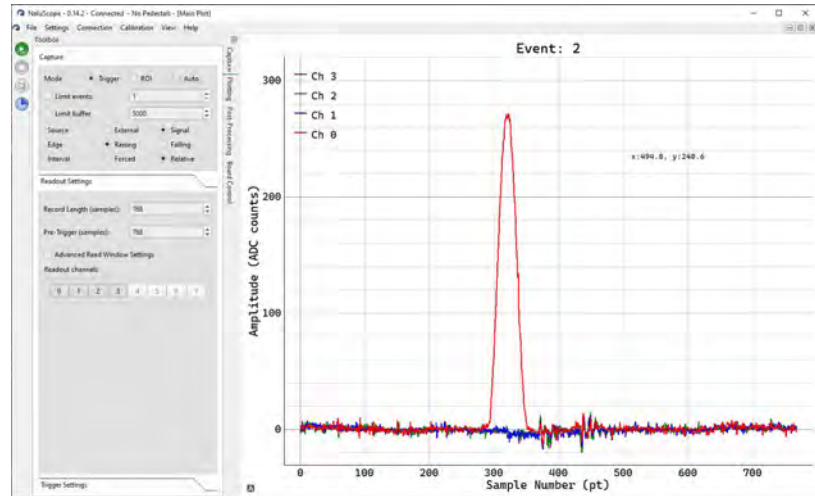 NaluScope - 0.14.2 - Connected - No Pedestals - [Main Plot]
File Settings Connection Calibration View Help
Toolbox
Capture
Mode Trigger ROI Auto
Limit events 1
Limit buffer 5000
Source External Signal
Edge Raising Falling
Interval Forced Relative
Readout Settings
Record Length (samples): 768
Pre-Trigger (samples): 768
Advanced Read Window Settings
Readout channels
0 1 2 3 4 5 6 7
Trigger Settings
Capture
Plotting
Post-Processing
Board Control
Event: 2
Ch 3
Ch 2
Ch 1
Ch 0
x:494.8, y:240.6
Amplitude (ADC counts)
300
200
100
0
0 100 200 300 400 500 600 700
Sample Number (pt)
A